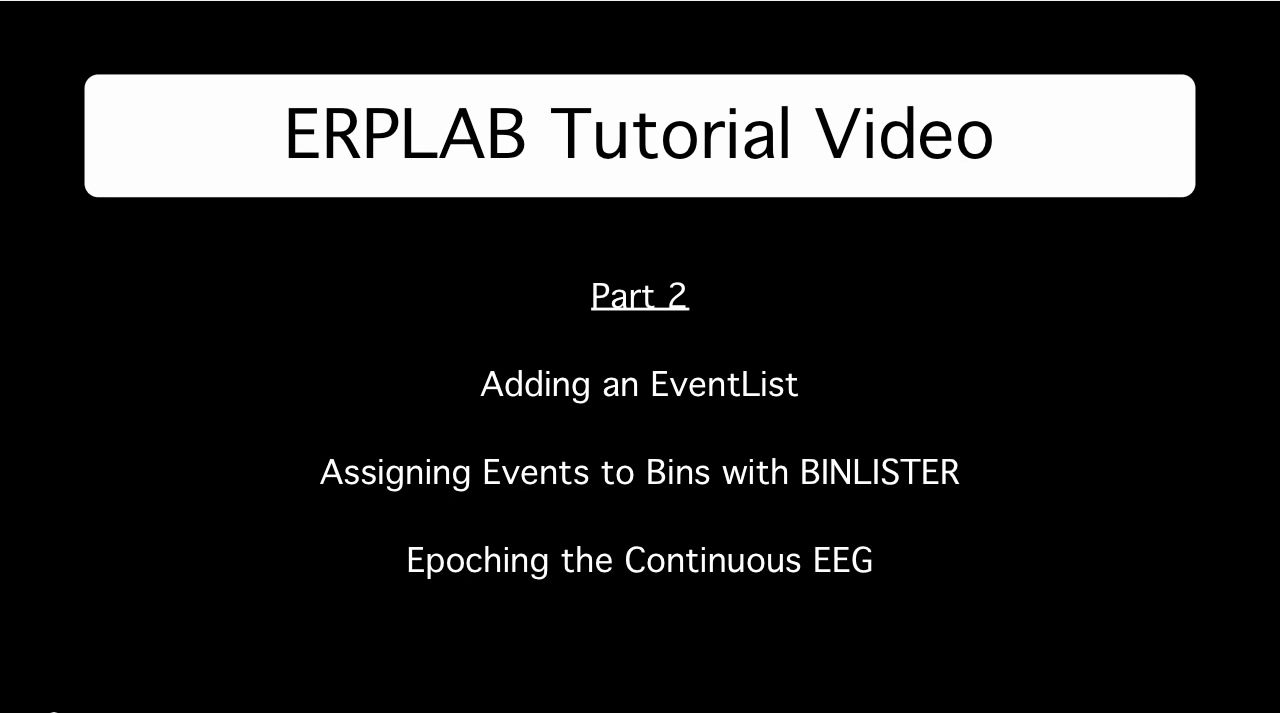 ERPLAB Tutorial Video
Part 2
Adding an EventList
Assigning Events to Bins with BINLISTER
Epoching the Continuous EEG